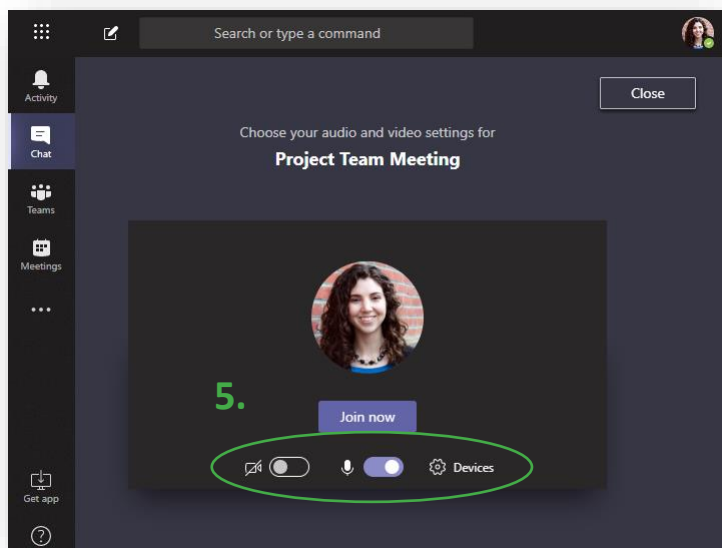 Search or type a command
Activity
Close
Choose your audio and video settings for
Chat
Project Team Meeting
Teams
Meetings
5.
Join now
Devices
Get app